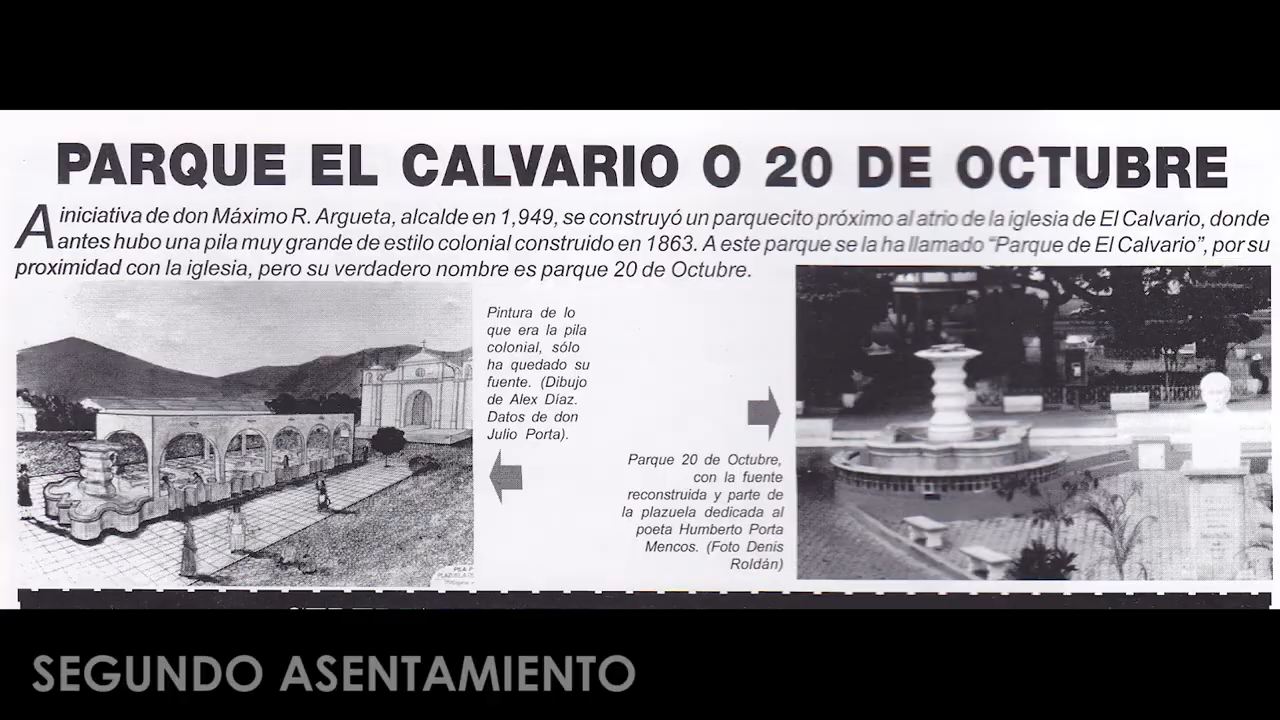 PARQUE EL CALVARIO O 20 DE OCTUBRE
A iniciativa de don Máximo R. Argueta, alcalde en 1,949, se construyó un parquecito próximo al atrio de la iglesia de El Calvario, donde
antes hubo una pila muy grande de estilo colonial construido en 1863. A este parque se la ha llamado “Parque de El Calvario”, por su
proximidad con la iglesia, pero su verdadero nombre es parque 20 de Octubre.
Pintura de lo
que era la pila
colonial, sólo
ha quedado su
fuente. (Dibujo
de Alex Díaz.
Datos de don
Julio Porta).
Parque 20 de Octubre,
con la fuente
reconstruida y parte de
la plazuela dedicada al
poeta Humberto Porta
Mencos. (Foto Denis
Roldán)
SEGUNDO ASENTAMIENTO